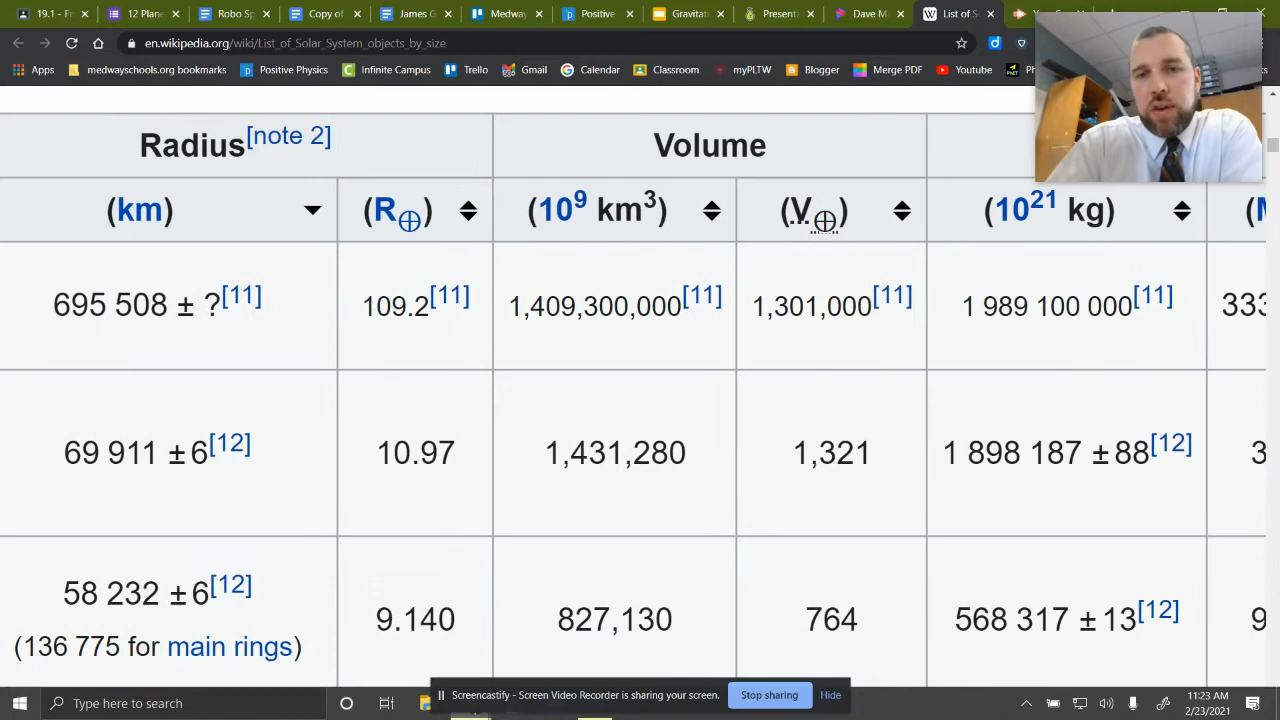 19.1 - Fir
12 Plane
Robo Sp
Copy of
James G
Medway
Positive
Gravitati
Presenta
Dave Ma
List of S
en.wikipedia.org/wiki/List_of_Solar_System_objects_by_size
Apps
medwayschoolsorg bookmarks
Positive Physics
Infinite Campus
Trello
Gmail
Calendar
Classroom
myPLTW
Blogger
Merge PDF
Youtube
Radius[note 2]
Volume
(km)
(R⊕)
(10⁹ km³)
(V⊕)
(10²¹ kg)
695 508 ± ?[11]
109.2[11]
1,409,300,000[11]
1,301,000[11]
1 989 100 000[11]
333
69 911 ±6[12]
10.97
1,431,280
1,321
1 898 187 ±88[12]
3
58 232 ±6[12]
(136 775 for main rings)
9.140
827,130
764
568 317 ±13[12]
9
Screencastify - Screen Video Recorder is sharing your screen.
Stop sharing
Hide
Type here to search
11:23 AM
2/23/2021